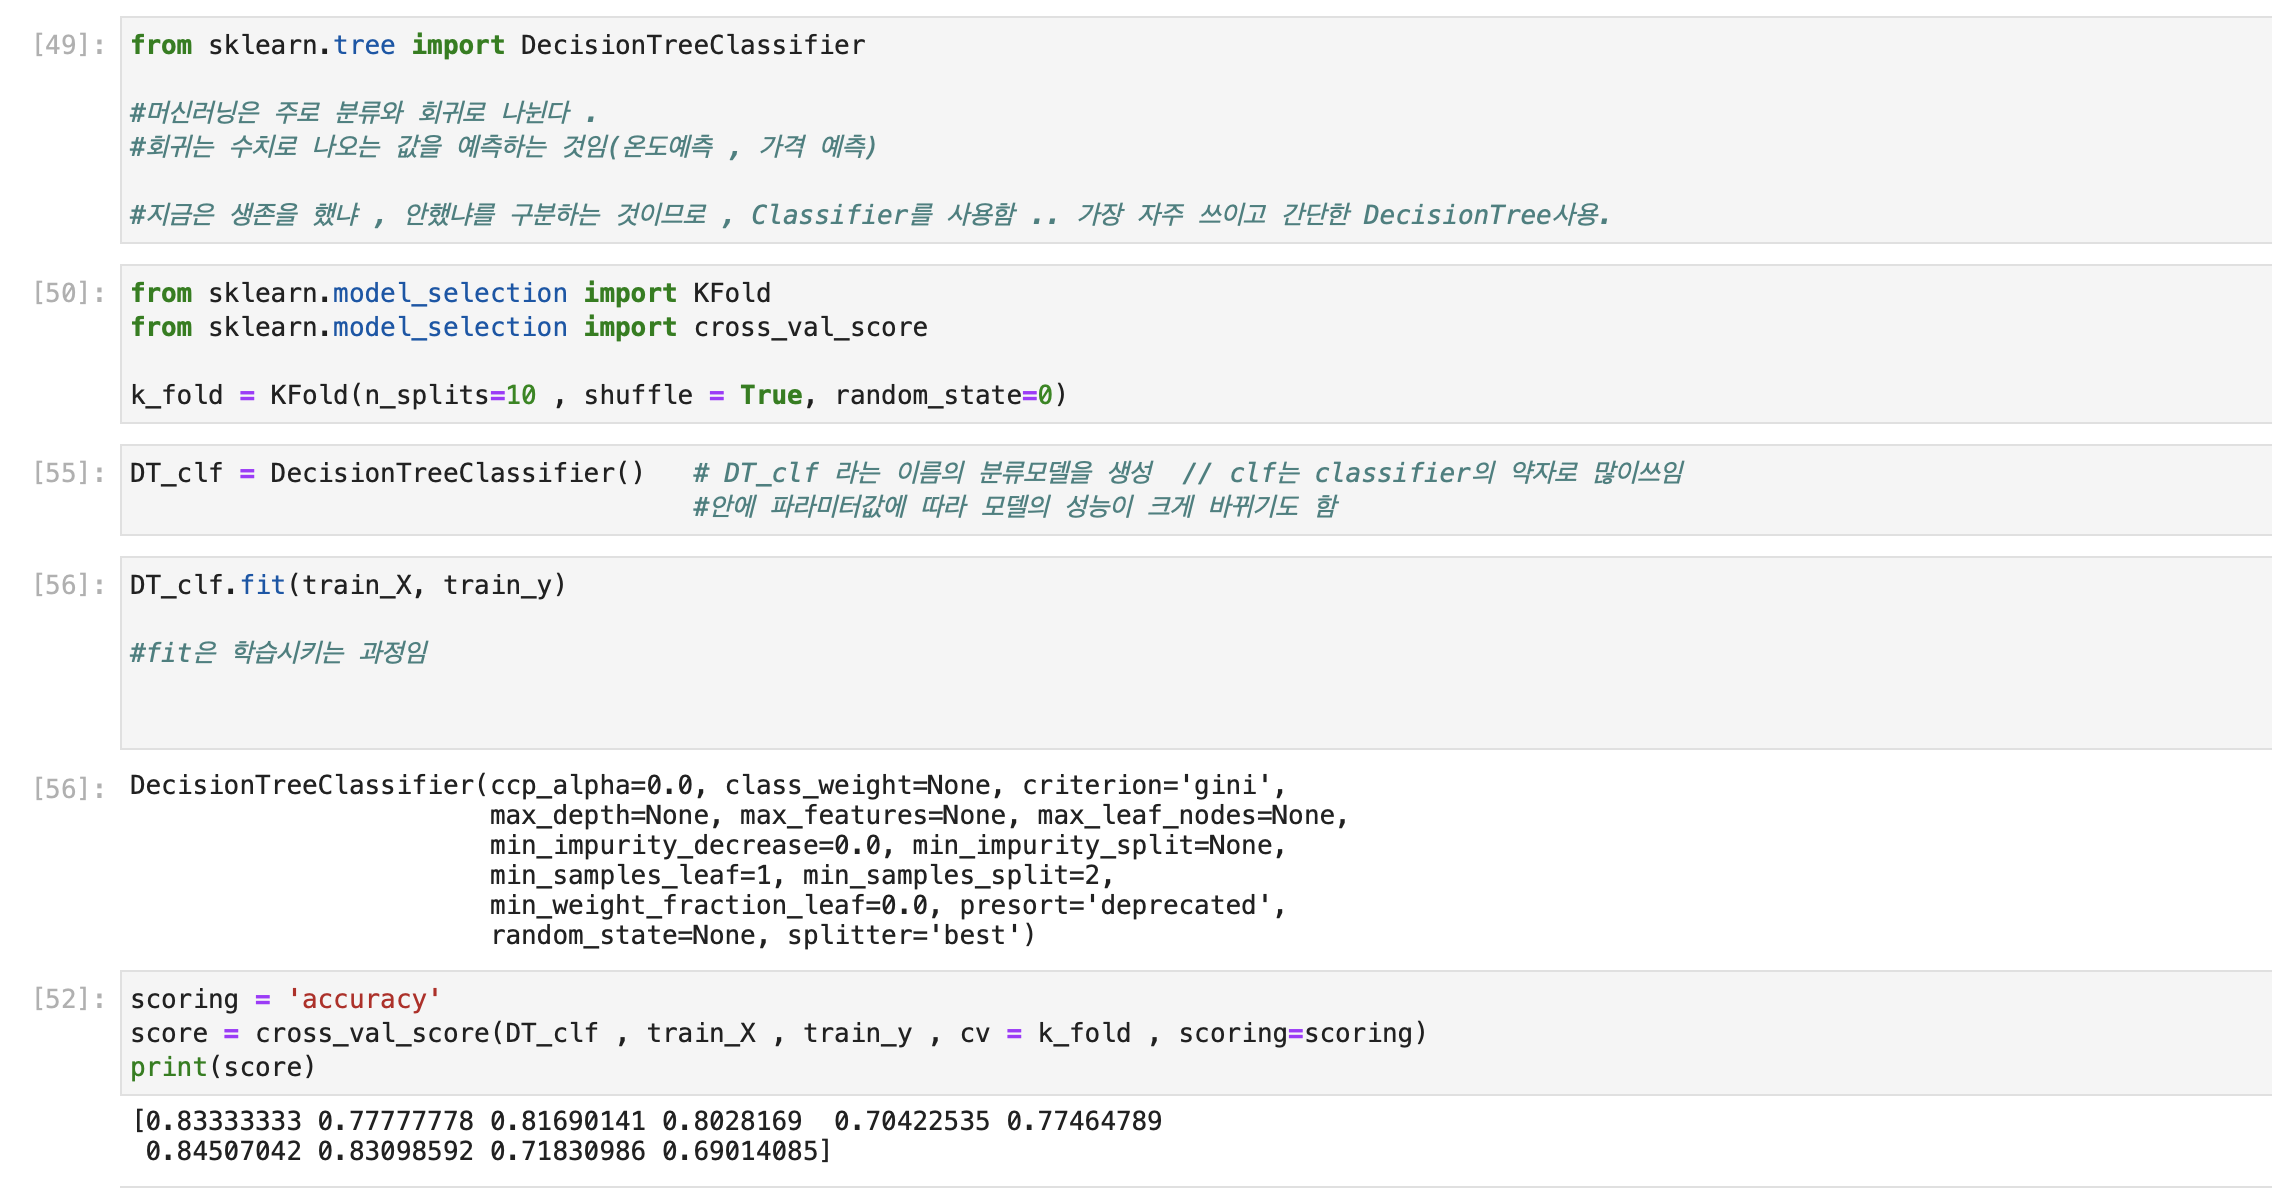 [49]: from sklearn.tree import DecisionTreeClassifier
#머신러닝은 주로 분류와 회귀로 나뉜다 .
#회귀는 수치로 나오는 값을 예측하는 것임(온도예측 , 가격 예측)
#지금은 생존을 했냐 , 안했냐를 구분하는 것이므로 , Classifier를 사용함 .. 가장 자주 쓰이고 간단한 DecisionTree사용.
[50]: from sklearn.model_selection import KFold
from sklearn.model_selection import cross_val_score
k_fold = KFold(n_splits=10 , shuffle = True, random_state=0)
[55]: DT_clf = DecisionTreeClassifier()   # DT_clf 라는 이름의 분류모델을 생성  // clf는 classifier의 약자로 많이쓰임
#안에 파라미터값에 따라 모델의 성능이 크게 바뀌기도 함
[56]: DT_clf.fit(train_X, train_y)
#fit은 학습시키는 과정임
[56]: DecisionTreeClassifier(ccp_alpha=0.0, class_weight=None, criterion='gini',
max_depth=None, max_features=None, max_leaf_nodes=None,
min_impurity_decrease=0.0, min_impurity_split=None,
min_samples_leaf=1, min_samples_split=2,
min_weight_fraction_leaf=0.0, presort='deprecated',
random_state=None, splitter='best')
[52]: scoring = 'accuracy'
score = cross_val_score(DT_clf , train_X , train_y , cv = k_fold , scoring=scoring)
print(score)
[0.83333333 0.77777778 0.81690141 0.8028169  0.70422535 0.77464789
0.84507042 0.83098592 0.71830986 0.69014085]